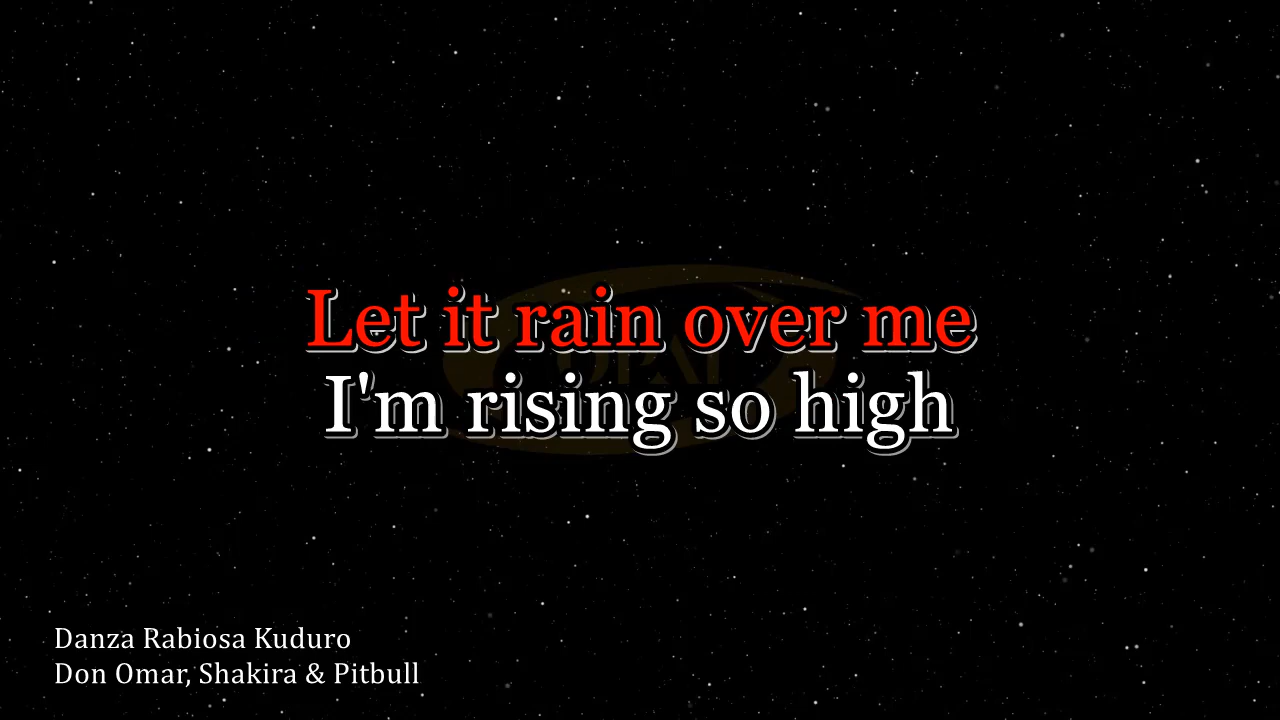 Let it rain over me
I'm rising so high
Danza Rabiosa Kuduro
Don Omar, Shakira & Pitbull